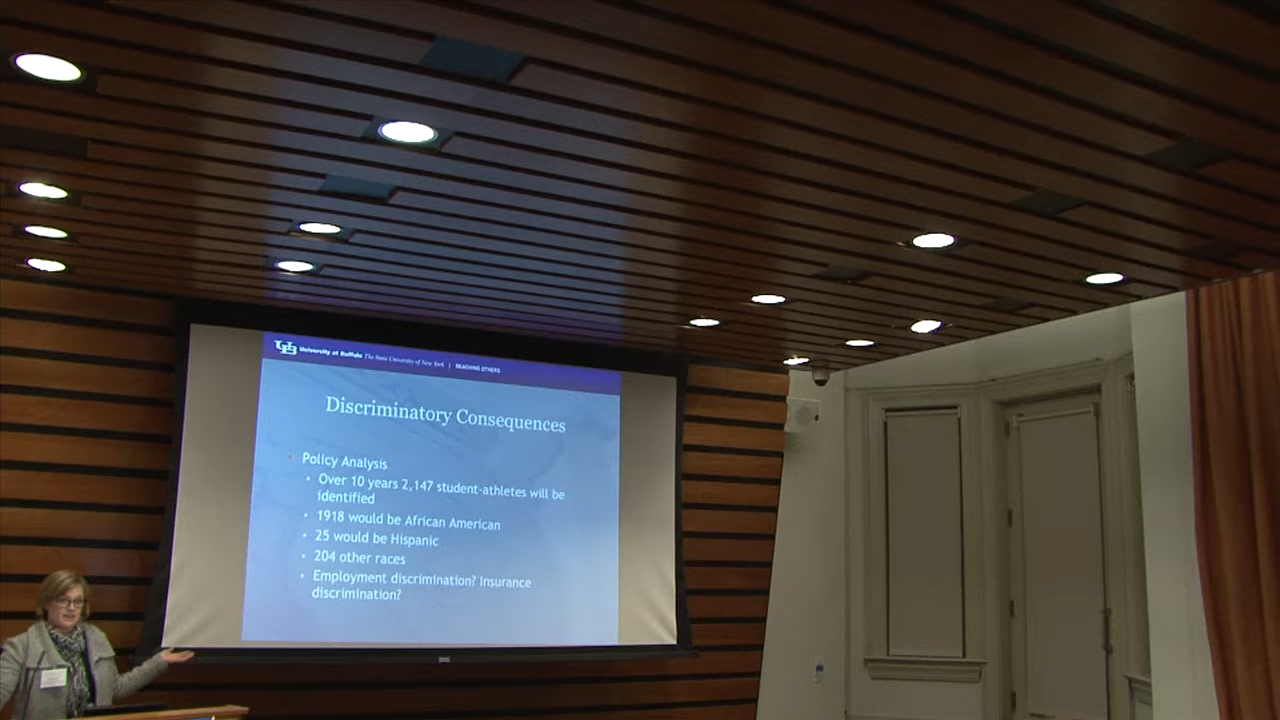 UB University at Buffalo The State University of New York | REACHING OTHERS
Discriminatory Consequences
Policy Analysis
Over 10 years 2,147 student-athletes will be
identified
1918 would be African American
25 would be Hispanic
204 other races
Employment discrimination? Insurance
discrimination?